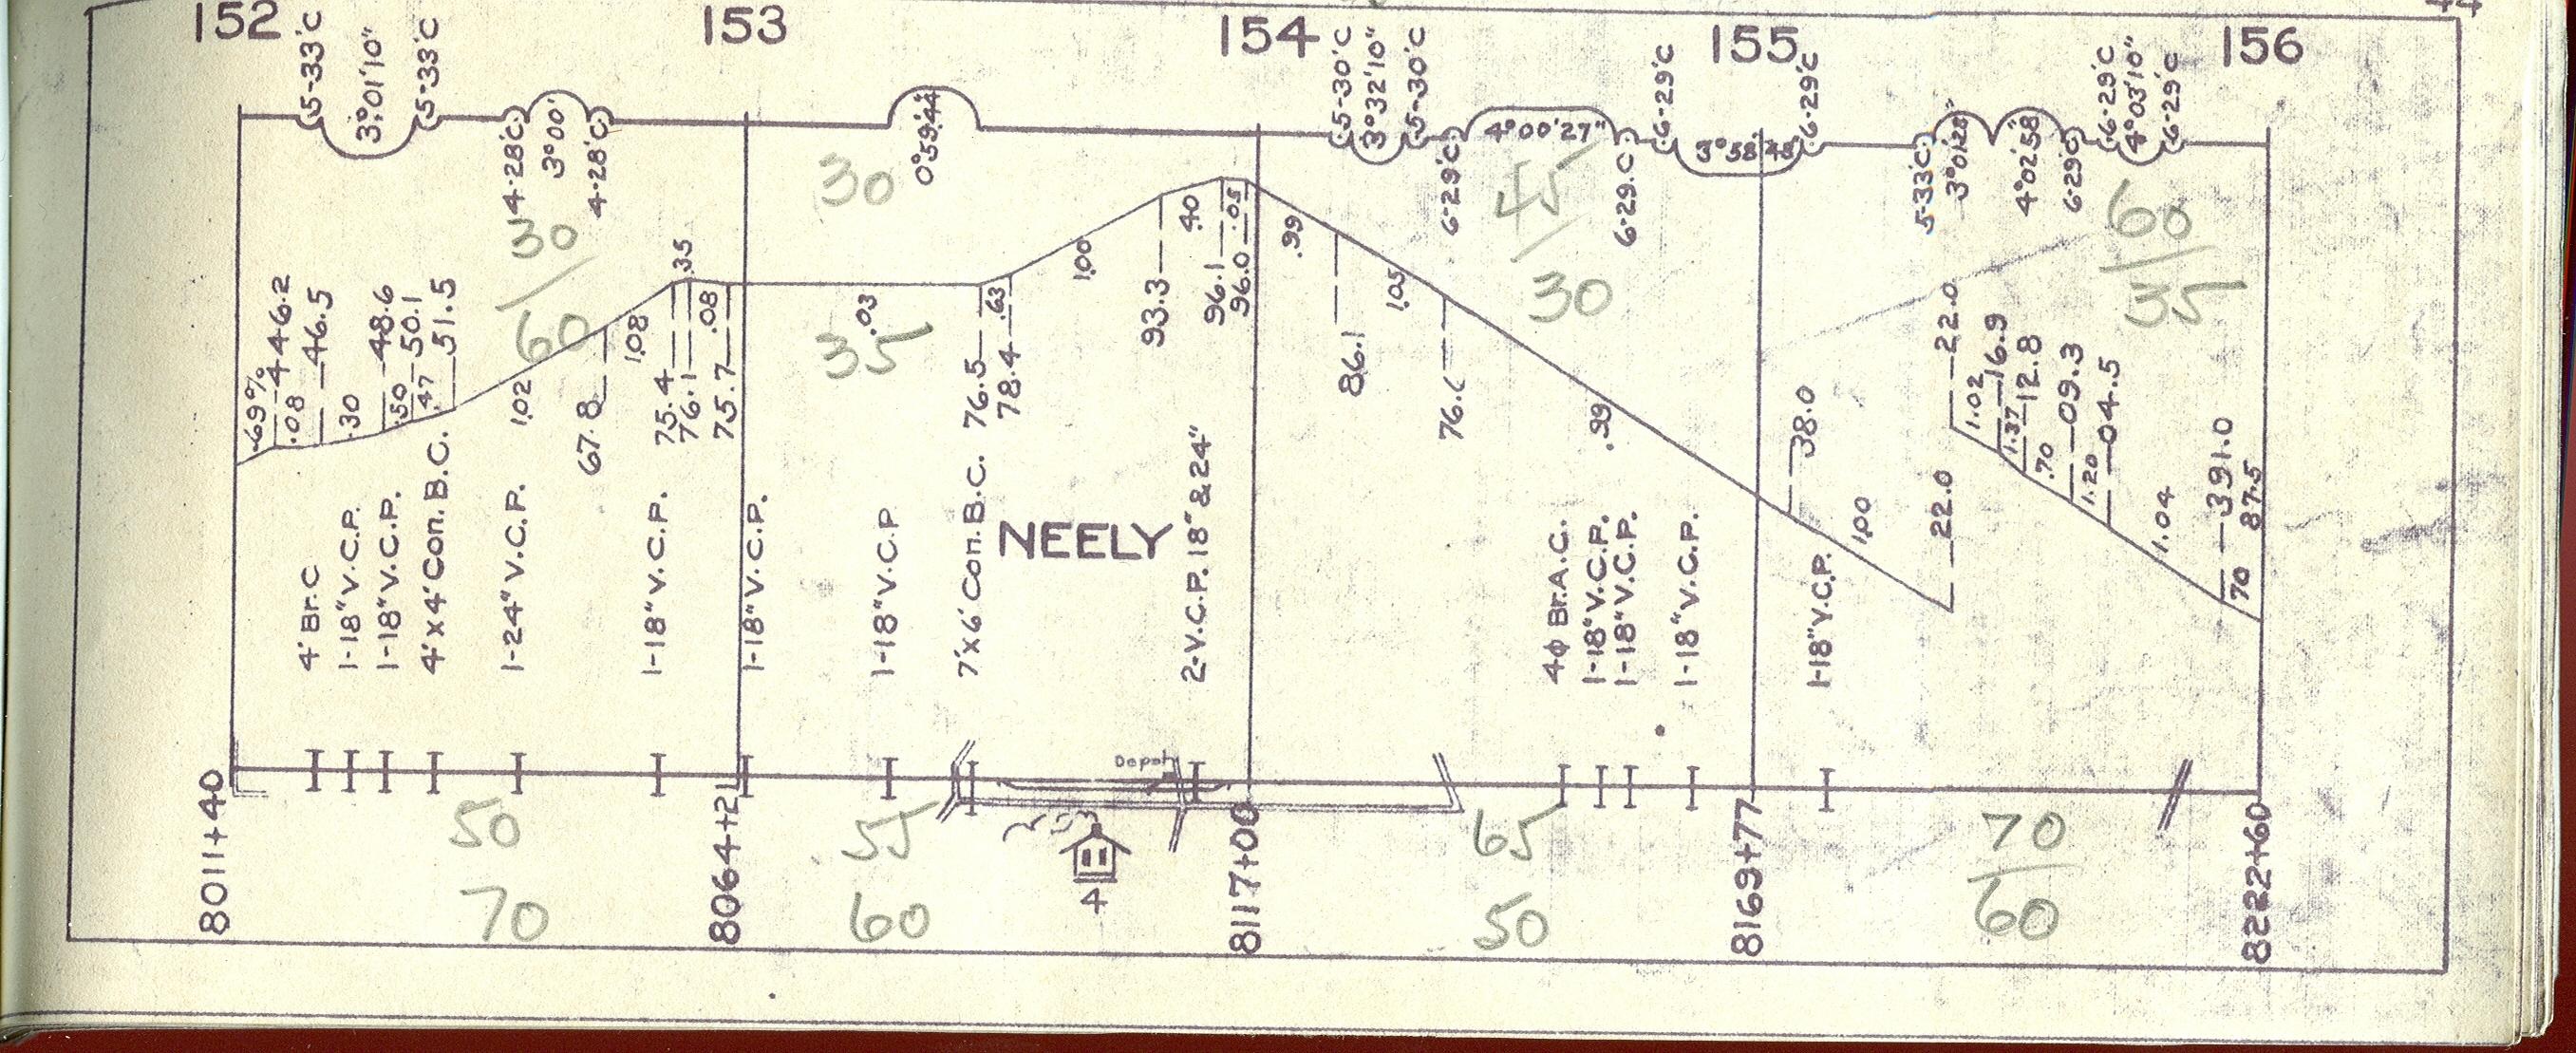 44
152 153 154 155 156
5-33'C
3°01'10"
5-33'C
4-28'C
3°00'
4-28'C
0°59'44"
5-30'C
3°32'10"
5-30'C
6-29'C
4°00'27"
6-29'C
6-29'C
3°58'48"
6-29'C
5-33'C
3°01'28"
4°02'58"
6-29'C
6-29'C
4°03'10"
6-29'C
30
60
30
35
45
30
60
35
.69%
46.2
.08
46.5
.30
48.6
.50
50.1
.47
51.5
1.02
67.8
1.08
75.4
.35
76.1
.08
75.7
.03
76.5
.63
78.4
1.00
93.3
.40
96.1
.05
96.0
.99
86.1
1.05
.99
38.0
1.00
22.0
22.0
1.02
16.9
1.37
12.8
.70
09.3
1.20
04.5
1.04
391.0
.70
87.5
4' Br.C
1-18" V.C.P.
1-18" V.C.P.
4'x4' Con. B.C.
1-24" V.C.P.
1-18" V.C.P.
1-18" V.C.P.
1-18" V.C.P
7'x6' Con. B.C.
NEELY
2-V.C.P. 18" & 24"
4φ Br.A.C.
1-18" V.C.P.
1-18" V.C.P.
1-18" V.C.P.
1-18" V.C.P.
Depot
8011+40
8064+21
8117+00
8169+77
8222+60
50
70
55
60
4
65
50
70
60